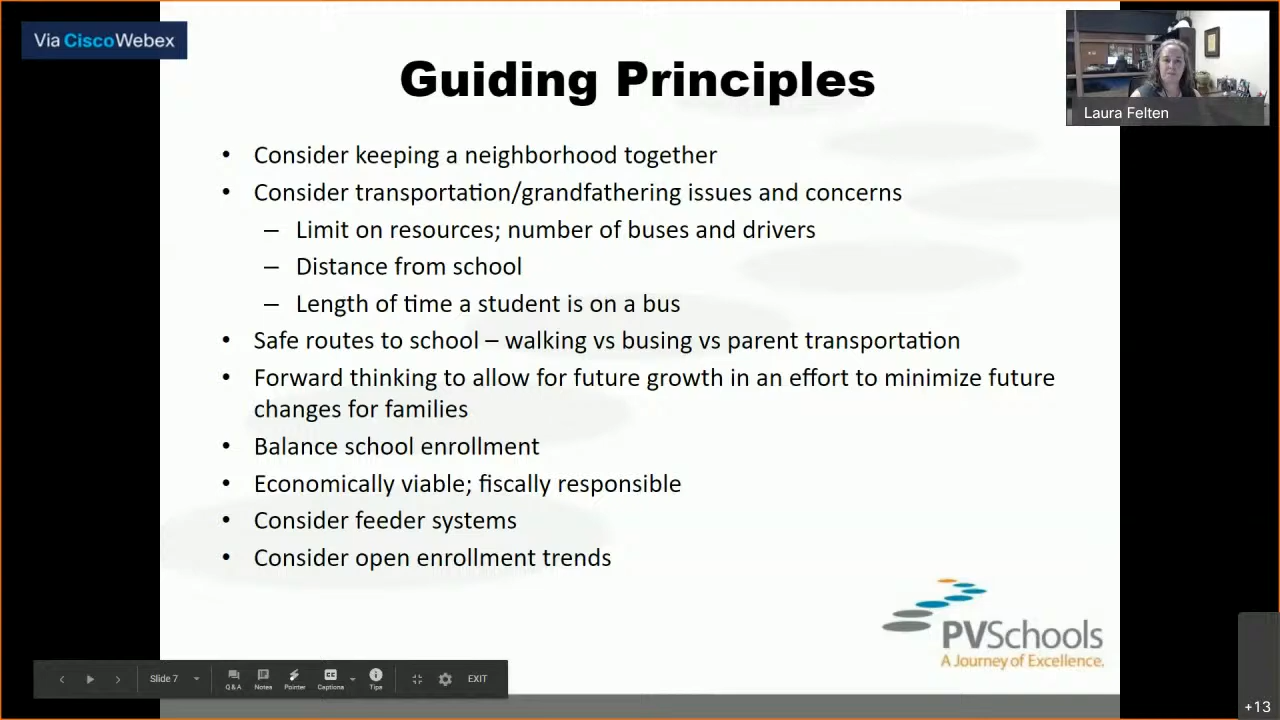 Via CiscoWebex
Guiding Principles
Laura Felten
• Consider keeping a neighborhood together
• Consider transportation/grandfathering issues and concerns
– Limit on resources; number of buses and drivers
– Distance from school
– Length of time a student is on a bus
• Safe routes to school – walking vs busing vs parent transportation
• Forward thinking to allow for future growth in an effort to minimize future
changes for families
• Balance school enrollment
• Economically viable; fiscally responsible
• Consider feeder systems
• Consider open enrollment trends
PVSchools
A Journey of Excellence.
Slide 7
Q&A Notes Pointer Captions Tips
EXIT
+13